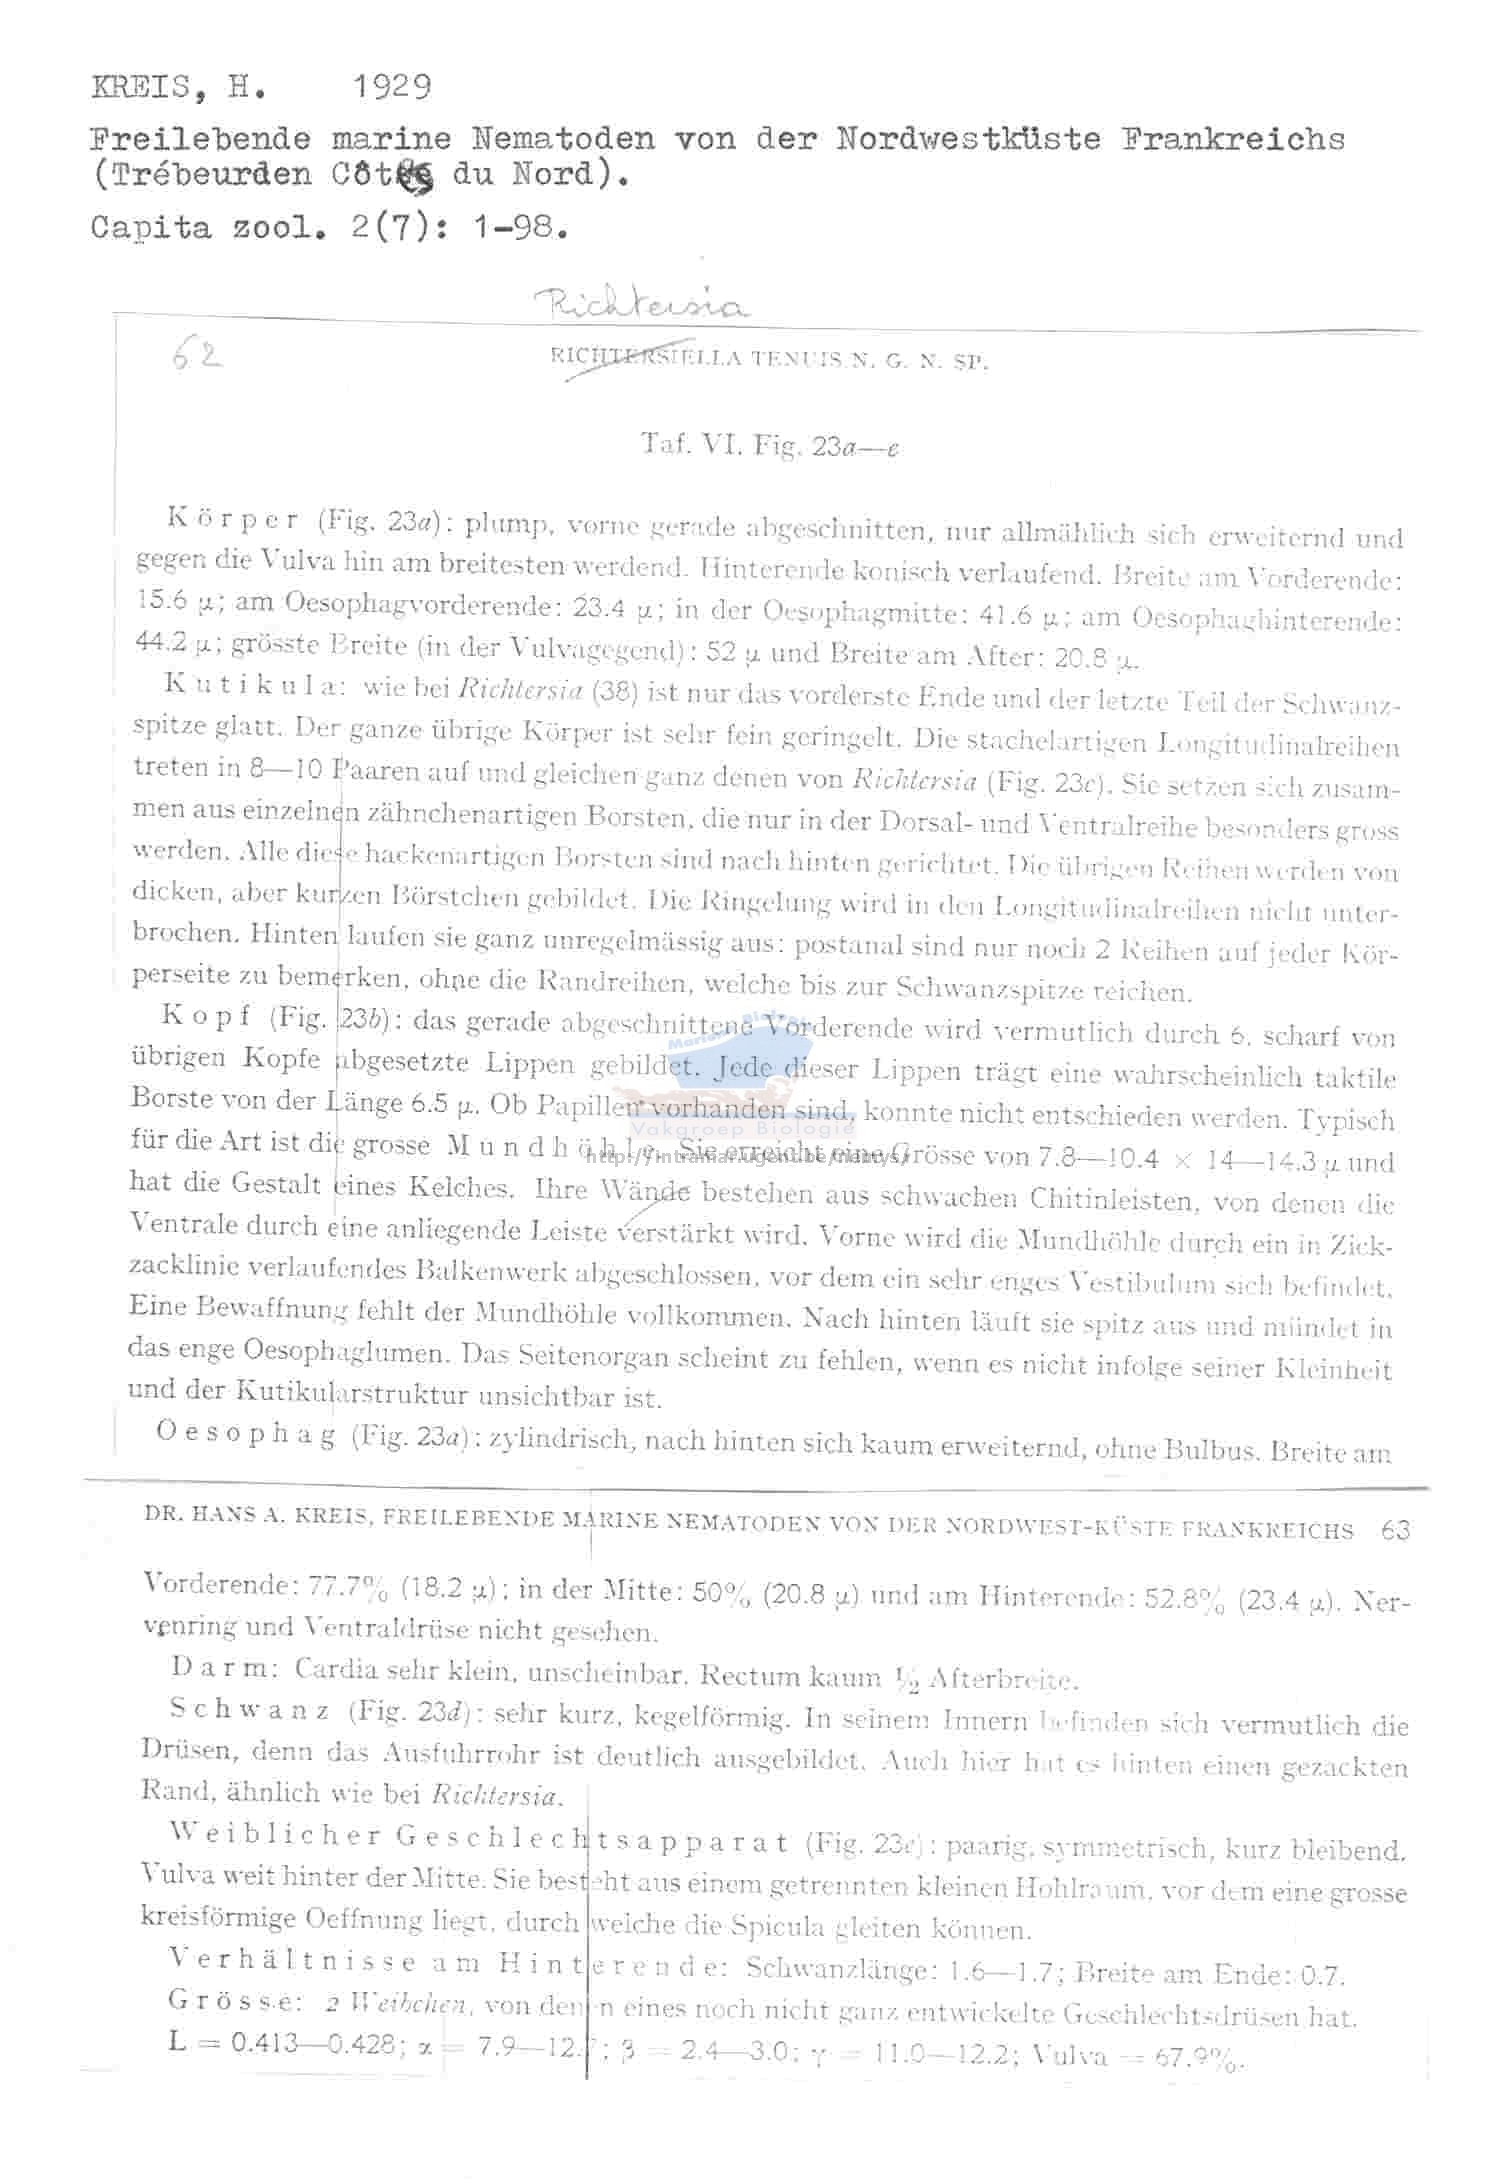 KREIS, H. 1929
Freilebende marine Nematoden von der Nordwestküste Frankreichs
(Trébeurden Côtes du Nord).
Capita zool. 2(7): 1-98.
Richtersia
62
RICHTERSIELLA TENUIS N. G. N. SP.
Taf. VI. Fig. 23a—e
Körper (Fig. 23a): plump, vorne gerade abgeschnitten, nur allmählich sich erweiternd und
gegen die Vulva hin am breitesten werdend. Hinterende konisch verlaufend. Breite am Vorderende:
15.6 µ; am Oesophagvorderende: 23.4 µ; in der Oesophagmitte: 41.6 µ; am Oesophaghinterende:
44.2 µ; grösste Breite (in der Vulvagegend): 52 µ und Breite am After: 20.8 µ.
Kutikula: wie bei Richtersia (38) ist nur das vorderste Ende und der letzte Teil der Schwanz-
spitze glatt. Der ganze übrige Körper ist sehr fein geringelt. Die stachelartigen Longitudinalreihen
treten in 8—10 Paaren auf und gleichen ganz denen von Richtersia (Fig. 23c). Sie setzen sich zusam-
men aus einzelnen zähnchenartigen Borsten, die nur in der Dorsal- und Ventralreihe besonders gross
werden. Alle diese hackenartigen Borsten sind nach hinten gerichtet. Die übrigen Reihen werden von
dicken, aber kurzen Börstchen gebildet. Die Ringelung wird in den Longitudinalreihen nicht unter-
brochen. Hinten laufen sie ganz unregelmässig aus: postanal sind nur noch 2 Reihen auf jeder Kör-
perseite zu bemerken, ohne die Randreihen, welche bis zur Schwanzspitze reichen.
Kopf (Fig. 23b): das gerade abgeschnittene Vorderende wird vermutlich durch 6, scharf von
übrigen Kopfe abgesetzte Lippen gebildet. Jede dieser Lippen trägt eine wahrscheinlich taktile
Borste von der Länge 6.5 µ. Ob Papillen vorhanden sind, konnte nicht entschieden werden. Typisch
für die Art ist die grosse Mundhöhle. Sie erreicht eine Grösse von 7.8—10.4 × 14—14.3 µ und
hat die Gestalt eines Kelches. Ihre Wände bestehen aus schwachen Chitinleisten, von denen die
Ventrale durch eine anliegende Leiste verstärkt wird. Vorne wird die Mundhöhle durch ein in Zick-
zacklinie verlaufendes Balkenwerk abgeschlossen, vor dem ein sehr enges Vestibulum sich befindet.
Eine Bewaffnung fehlt der Mundhöhle vollkommen. Nach hinten läuft sie spitz aus und mündet in
das enge Oesophaglumen. Das Seitenorgan scheint zu fehlen, wenn es nicht infolge seiner Kleinheit
und der Kutikularstruktur unsichtbar ist.
Oesophag (Fig. 23a): zylindrisch, nach hinten sich kaum erweiternd, ohne Bulbus. Breite am
Marine Biologi
Vakgroep Biologie
http://intramar.ugent.be/nemys/
DR. HANS A. KREIS, FREILEBENDE MARINE NEMATODEN VON DER NORDWEST-KÜSTE FRANKREICHS 63
Vorderende: 77.7% (18.2 µ); in der Mitte: 50% (20.8 µ) und am Hinterende: 52.8% (23.4 µ). Ner-
venring und Ventraldrüse nicht gesehen.
Darm: Cardia sehr klein, unscheinbar. Rectum kaum ½ Afterbreite.
Schwanz (Fig. 23d): sehr kurz, kegelförmig. In seinem Innern befinden sich vermutlich die
Drüsen, denn das Ausfuhrrohr ist deutlich ausgebildet. Auch hier hat es hinten einen gezackten
Rand, ähnlich wie bei Richtersia.
Weiblicher Geschlechtsapparat (Fig. 23e): paarig, symmetrisch, kurz bleibend.
Vulva weit hinter der Mitte. Sie besteht aus einem getrennten kleinen Hohlraum, vor dem eine grosse
kreisförmige Oeffnung liegt, durch welche die Spicula gleiten können.
Verhältnisse am Hinterende: Schwanzlänge: 1.6—1.7; Breite am Ende: 0.7.
Grösse: 2 Weibchen, von denen eines noch nicht ganz entwickelte Geschlechtsdrüsen hat.
L = 0.413—0.428; α = 7.9—12. ; β = 2.4—3.0; γ = 11.0—12.2; Vulva = 67.9%.